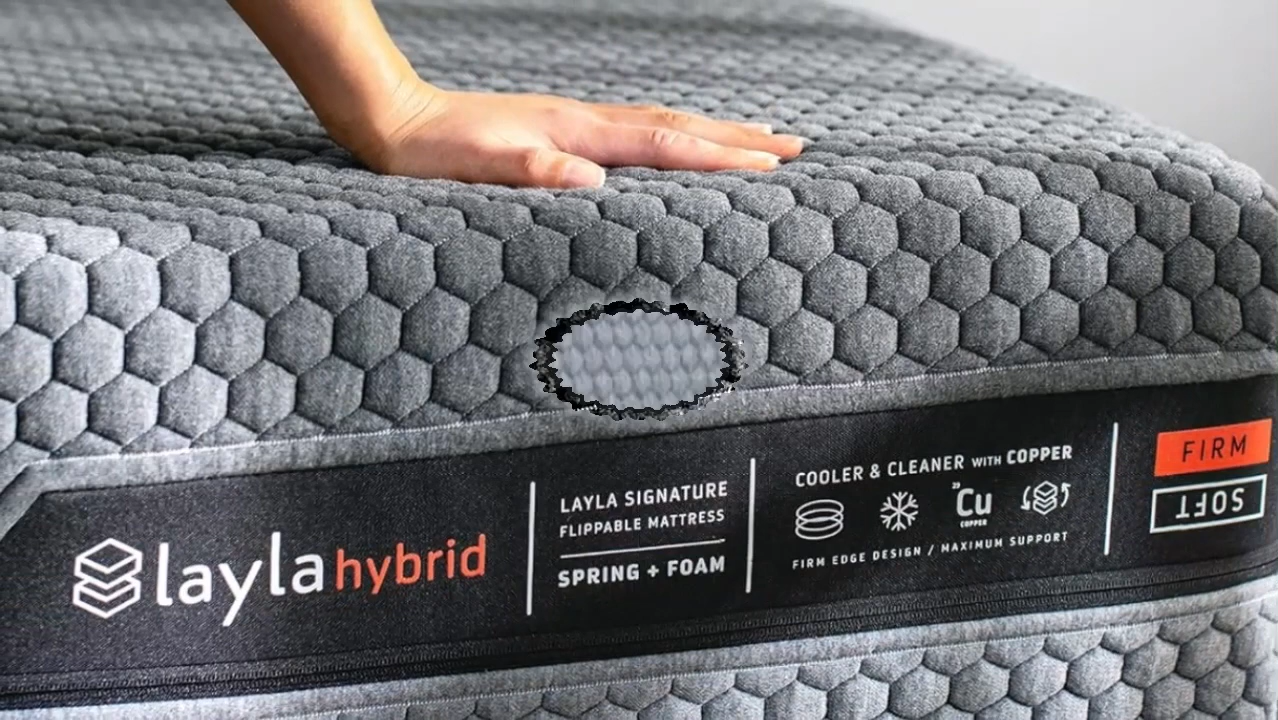 layla hybrid
LAYLA SIGNATURE
FLIPPABLE MATTRESS
SPRING + FOAM
COOLER & CLEANER WITH COPPER
29
Cu
COPPER
FIRM EDGE DESIGN / MAXIMUM SUPPORT
FIRM
SOFT